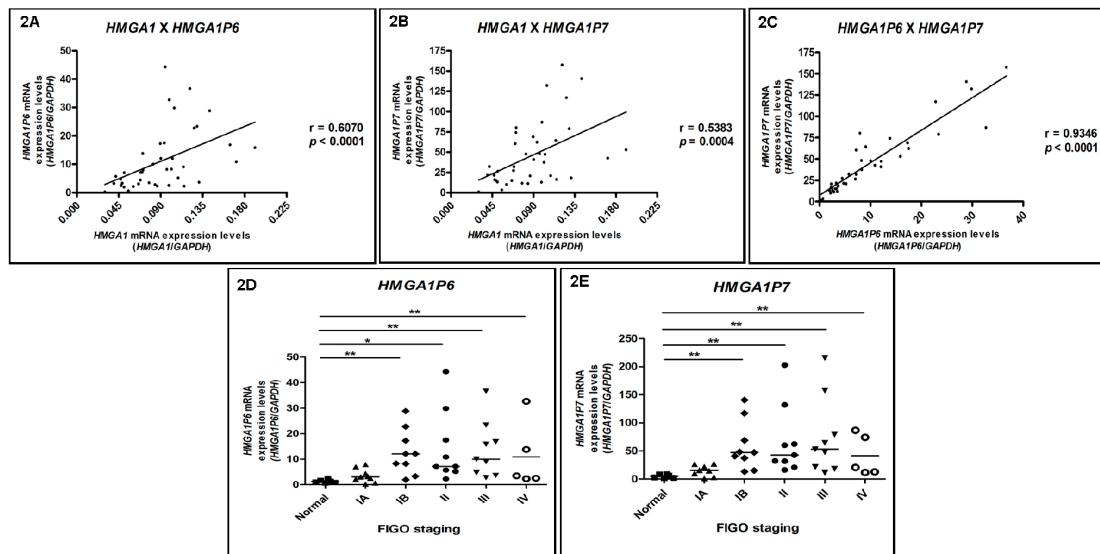 2A
HMGA1 X HMGA1P6
HMGA1P6 mRNA
expression levels
(HMGA1P6/GAPDH)
50
40
30
20
10
0
0.000
0.045
0.090
0.135
0.180
0.225
r = 0.6070
p < 0.0001
HMGA1 mRNA expression levels
(HMGA1/GAPDH)
2B
HMGA1 X HMGA1P7
HMGA1P7 mRNA
expression levels
(HMGA1P7/GAPDH)
175
150
125
100
75
50
25
0
0.000
0.045
0.090
0.135
0.180
0.225
r = 0.5383
p = 0.0004
HMGA1 mRNA expression levels
(HMGA1/GAPDH)
2C
HMGA1P6 X HMGA1P7
HMGA1P7 mRNA
expression levels
(HMGA1P7/GAPDH)
175
150
125
100
75
50
25
0
0
10
20
30
40
r = 0.9346
p < 0.0001
HMGA1P6 mRNA expression levels
(HMGA1P6/GAPDH)
2D
HMGA1P6
**
**
*
**
HMGA1P6 mRNA
expression levels
(HMGA1P6/GAPDH)
50
40
30
20
10
0
Normal
IA
IB
II
III
IV
FIGO staging
2E
HMGA1P7
**
**
**
**
HMGA1P7 mRNA
expression levels
(HMGA1P7/GAPDH)
250
200
150
100
50
0
Normal
IA
IB
II
III
IV
FIGO staging